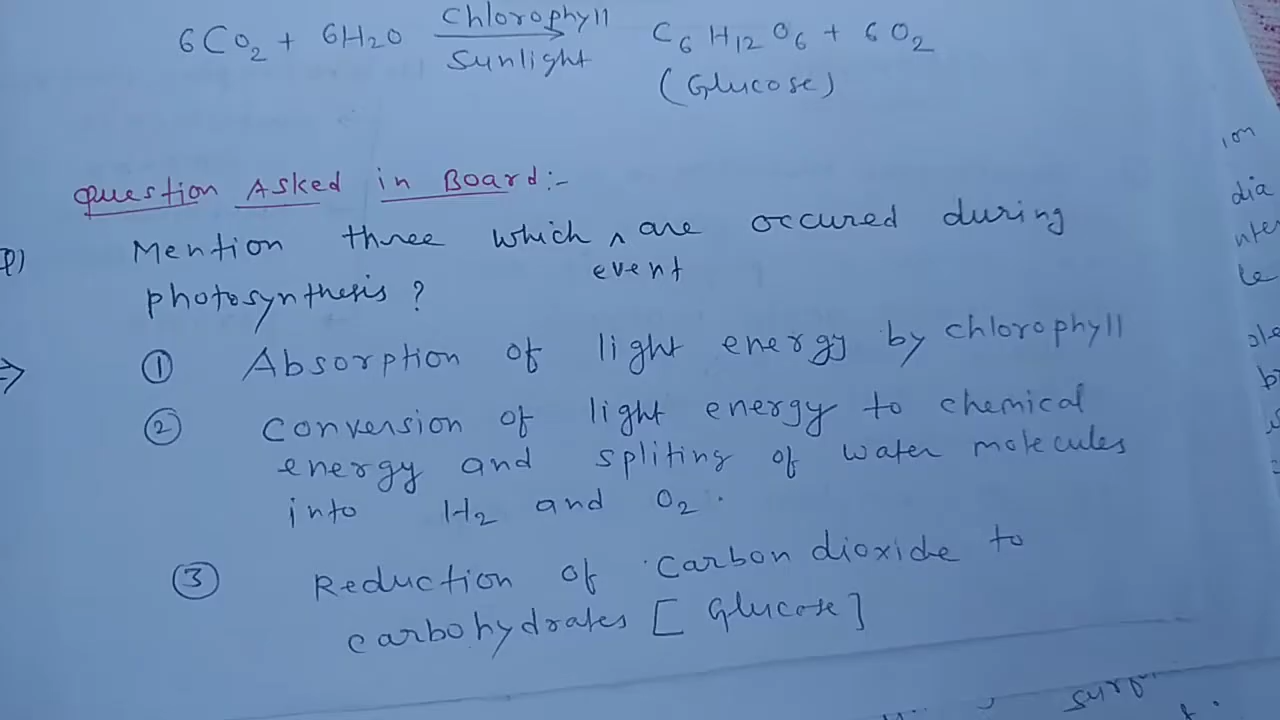 Chlorophyll
6CO2 + 6H2O → C6H12O6 + 6O2
Sunlight
(Glucose)
Question Asked in Board:-
Mention three which ^ are occured during
event
photosynthesis ?
⇒ ① Absorption of light energy by chlorophyll
② Conversion of light energy to chemical
energy and spliting of water molecules
into H2 and O2.
③ Reduction of carbon dioxide to
carbohydrates [Glucose]